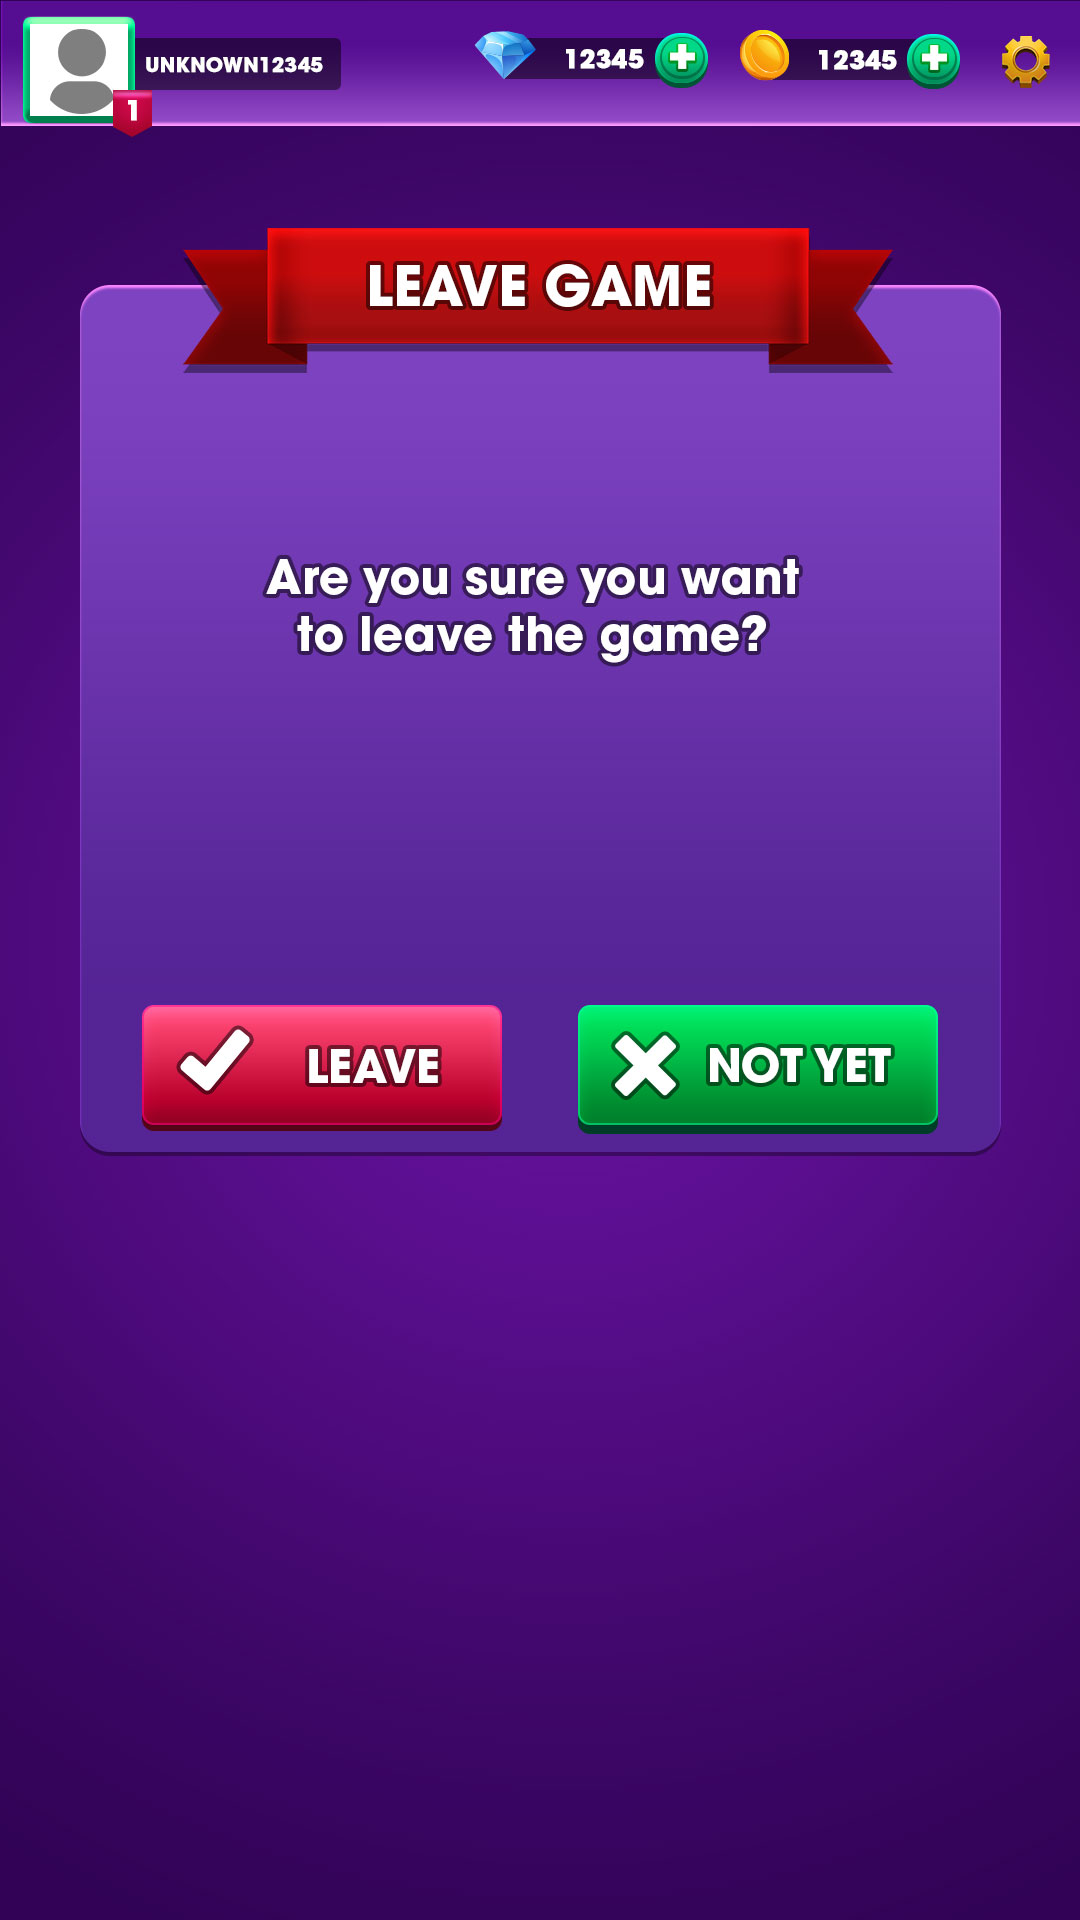 UNKNOWN12345
1
12345
12345
LEAVE GAME
Are you sure you want
to leave the game?
LEAVE
NOT YET